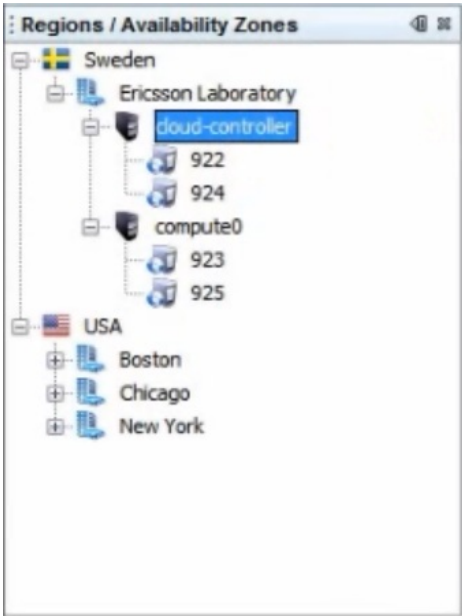 Regions / Availability Zones
Sweden
Ericsson Laboratory
cloud-controller
922
924
compute0
923
925
USA
Boston
Chicago
New York